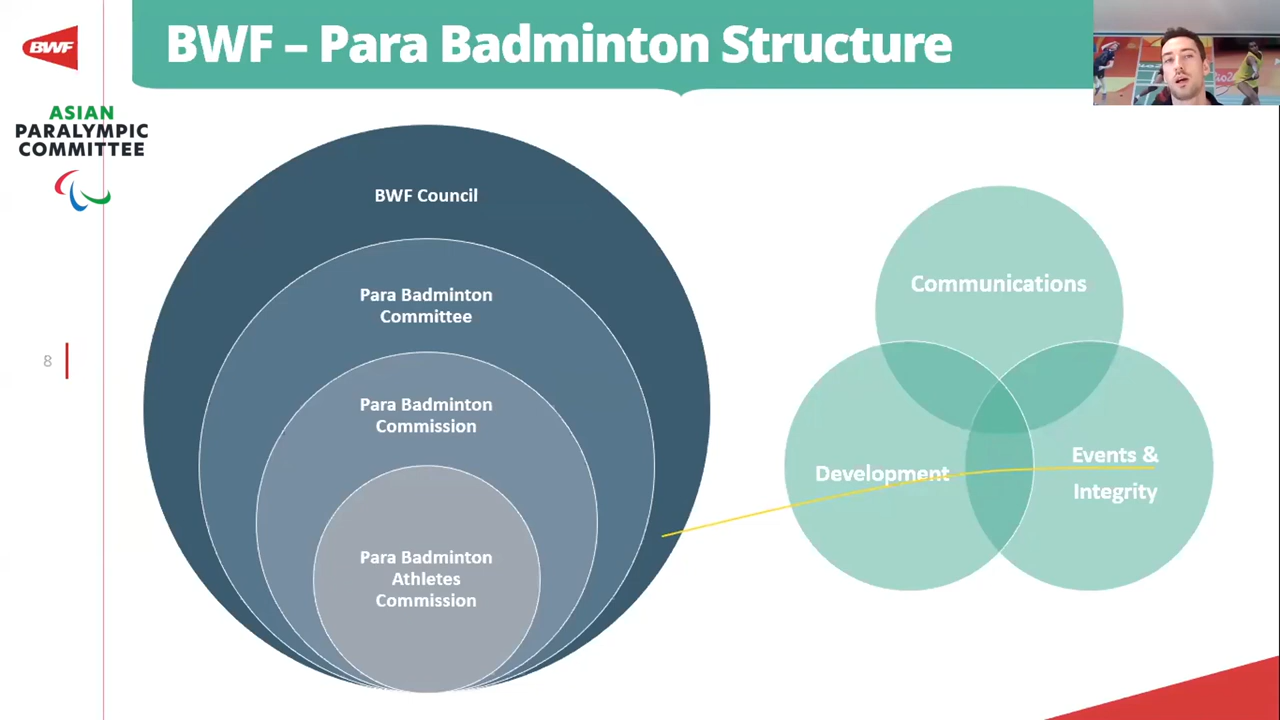 BWF – Para Badminton Structure
BWF
ASIAN
PARALYMPIC
COMMITTEE
8
BWF Council
Para Badminton
Committee
Para Badminton
Commission
Para Badminton
Athletes
Commission
Communications
Development
Events &
Integrity